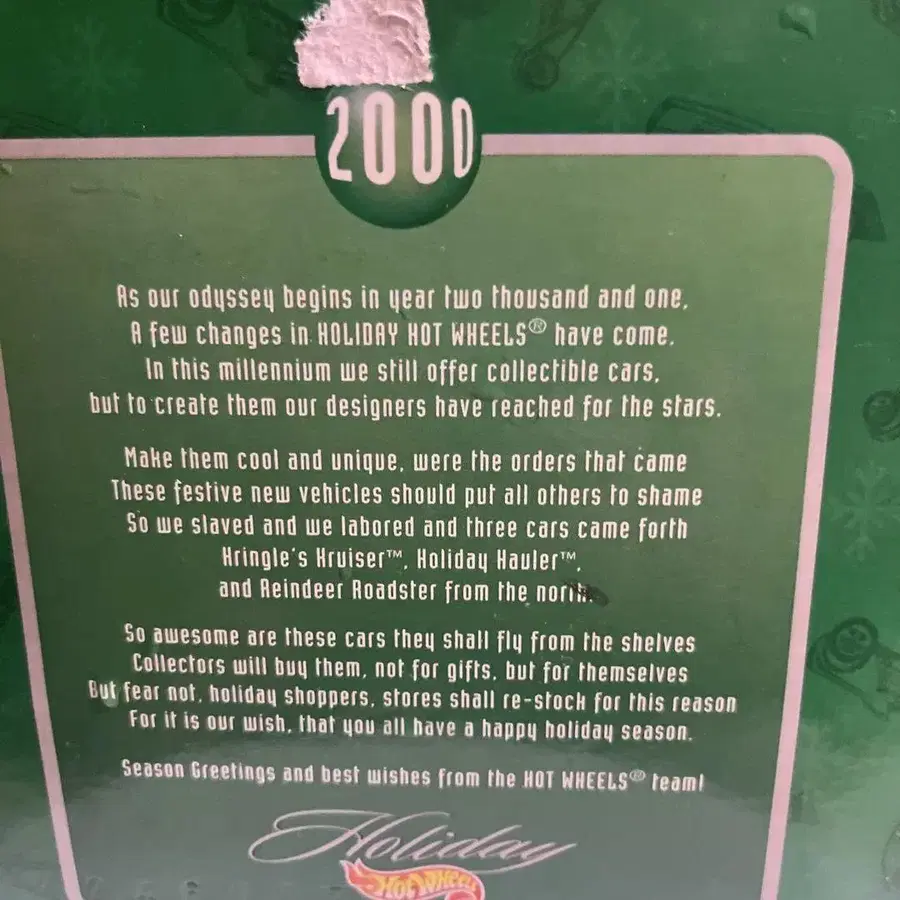 2000
As our odyssey begins in year two thousand and one,
A few changes in HOLIDAY HOT WHEELS® have come.
In this millennium we still offer collectible cars,
but to create them our designers have reached for the stars.
Make them cool and unique, were the orders that came
These festive new vehicles should put all others to shame
So we slaved and we labored and three cars came forth
Kringle's Kruiser™, Holiday Hauler™,
and Reindeer Roadster from the north.
So awesome are these cars they shall fly from the shelves
Collectors will buy them, not for gifts, but for themselves
But fear not, holiday shoppers, stores shall re-stock for this reason
For it is our wish, that you all have a happy holiday season.
Season Greetings and best wishes from the HOT WHEELS® team!
Holiday
Hot Wheels